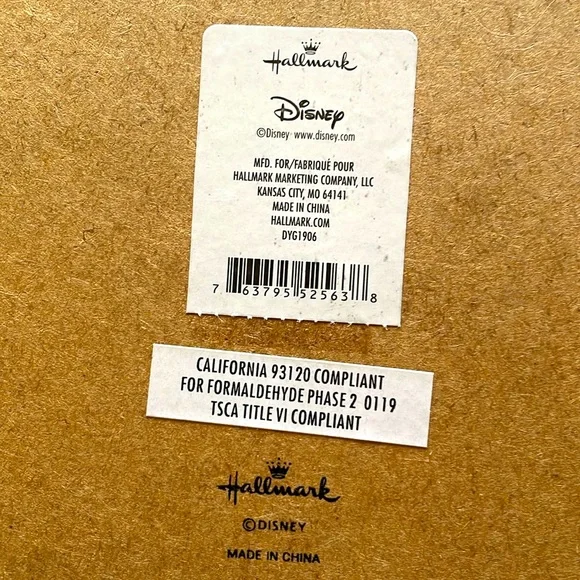 Hallmark
Disney
©Disney· www.disney.com
MFD. FOR/FABRIQUÉ POUR
HALLMARK MARKETING COMPANY, LLC
KANSAS CITY, MO 64141
MADE IN CHINA
HALLMARK.COM
DYG1906
7 63795 52563 8
CALIFORNIA 93120 COMPLIANT
FOR FORMALDEHYDE PHASE 2 0119
TSCA TITLE VI COMPLIANT
Hallmark
©DISNEY
MADE IN CHINA